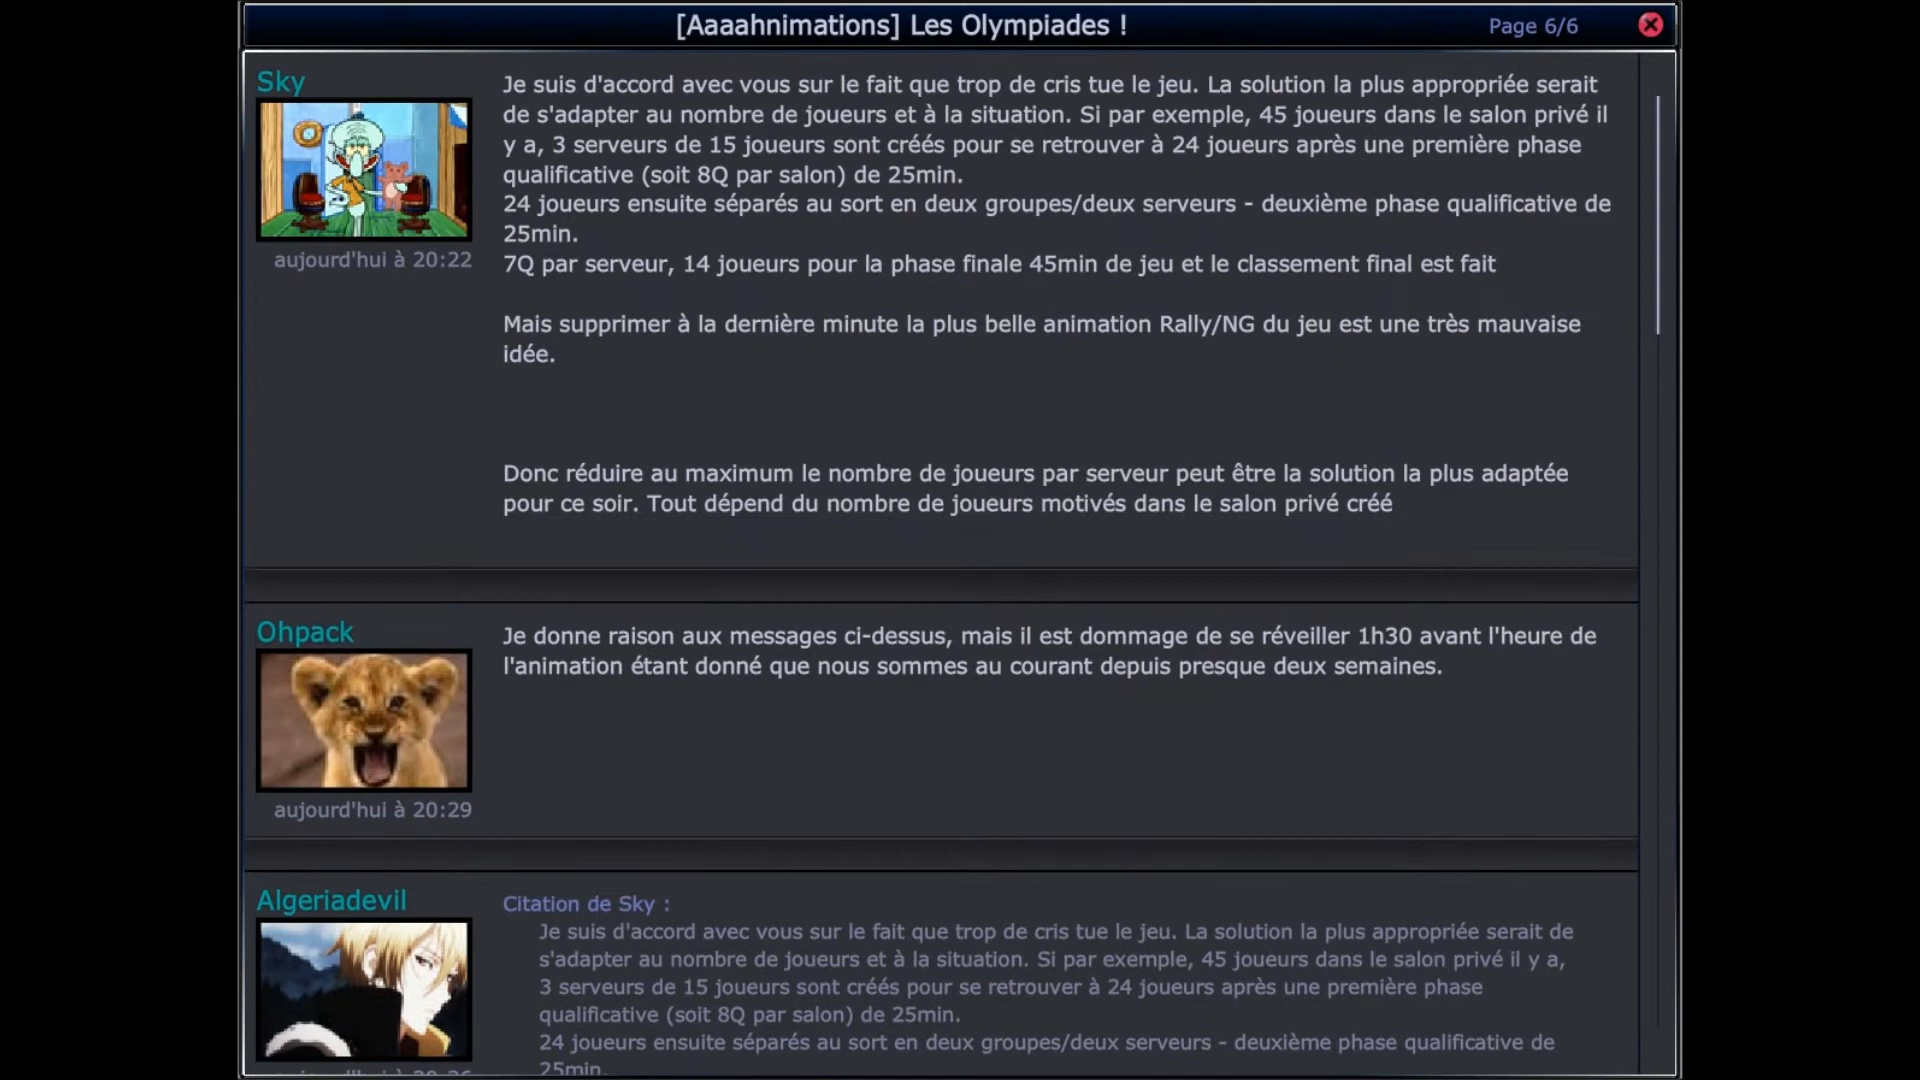 [Aaaahnimations] Les Olympiades !
Page 6/6
Sky
Je suis d'accord avec vous sur le fait que trop de cris tue le jeu. La solution la plus appropriée serait
de s'adapter au nombre de joueurs et à la situation. Si par exemple, 45 joueurs dans le salon privé il
y a, 3 serveurs de 15 joueurs sont créés pour se retrouver à 24 joueurs après une première phase
qualificative (soit 8Q par salon) de 25min.
24 joueurs ensuite séparés au sort en deux groupes/deux serveurs - deuxième phase qualificative de
25min.
7Q par serveur, 14 joueurs pour la phase finale 45min de jeu et le classement final est fait
Mais supprimer à la dernière minute la plus belle animation Rally/NG du jeu est une très mauvaise
idée.
Donc réduire au maximum le nombre de joueurs par serveur peut être la solution la plus adaptée
pour ce soir. Tout dépend du nombre de joueurs motivés dans le salon privé créé
aujourd'hui à 20:22
Ohpack
Je donne raison aux messages ci-dessus, mais il est dommage de se réveiller 1h30 avant l'heure de
l'animation étant donné que nous sommes au courant depuis presque deux semaines.
aujourd'hui à 20:29
Algeriadevil
Citation de Sky :
Je suis d'accord avec vous sur le fait que trop de cris tue le jeu. La solution la plus appropriée serait de
s'adapter au nombre de joueurs et à la situation. Si par exemple, 45 joueurs dans le salon privé il y a,
3 serveurs de 15 joueurs sont créés pour se retrouver à 24 joueurs après une première phase
qualificative (soit 8Q par salon) de 25min.
24 joueurs ensuite séparés au sort en deux groupes/deux serveurs - deuxième phase qualificative de
25min.